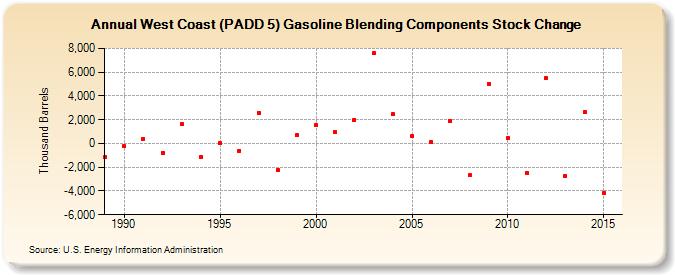 Annual West Coast (PADD 5) Gasoline Blending Components Stock Change
Thousand Barrels
8,000
6,000
4,000
2,000
0
-2,000
-4,000
-6,000
1990 1995 2000 2005 2010 2015
Source: U.S. Energy Information Administration